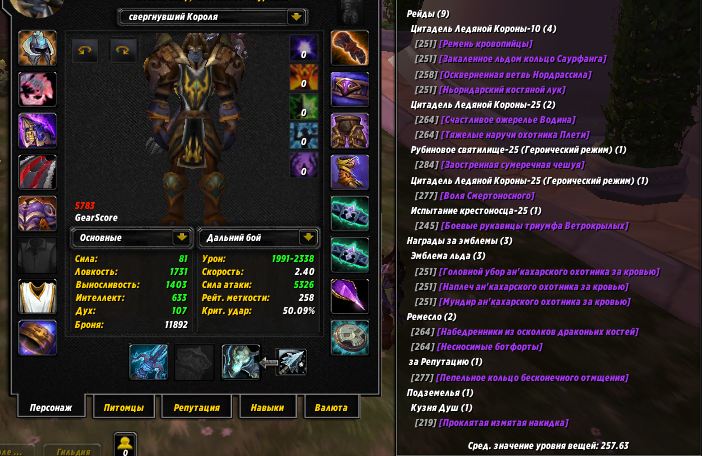 свергнувший Короля
0
0
0
0
0
5783
GearScore
Основные
Дальний бой
Сила: 81
Ловкость: 1731
Выносливость: 1403
Интеллект: 633
Дух: 107
Броня: 11892
Урон: 1991-2338
Скорость: 2.40
Сила атаки: 5326
Рейт. меткости: 258
Крит. удар: 50.09%
Персонаж
Питомцы
Репутация
Навыки
Валюта
Гильдия
0
Рейды (9)
Цитадель Ледяной Короны-10 (4)
[251] [Ремень кровопийцы]
[251] [Закаленное льдом кольцо Саурфанга]
[258] [Оскверненная ветвь Нордрассила]
[251] [Ньорндарский костяной лук]
Цитадель Ледяной Короны-25 (2)
[264] [Счастливое ожерелье Водина]
[264] [Тяжелые наручи охотника Плети]
Рубиновое святилище-25 (Героический режим) (1)
[284] [Заостренная сумеречная чешуя]
Цитадель Ледяной Короны-25 (Героический режим) (1)
[277] [Воля Смертоносного]
Испытание крестоносца-25 (1)
[245] [Боевые рукавицы триумфа Ветрокрылых]
Награды за эмблемы (3)
Эмблема льда (3)
[251] [Головной убор ан'кахарского охотника за кровью]
[251] [Наплеч ан'кахарского охотника за кровью]
[251] [Мундир ан'кахарского охотника за кровью]
Ремесло (2)
[264] [Набедренники из осколков драконьих костей]
[264] [Несносимые ботфорты]
за Репутацию (1)
[277] [Пепельное кольцо бесконечного отмщения]
Подземелья (1)
Кузня Душ (1)
[219] [Проклятая измятая накидка]
Сред. значение уровня вещей: 257.63